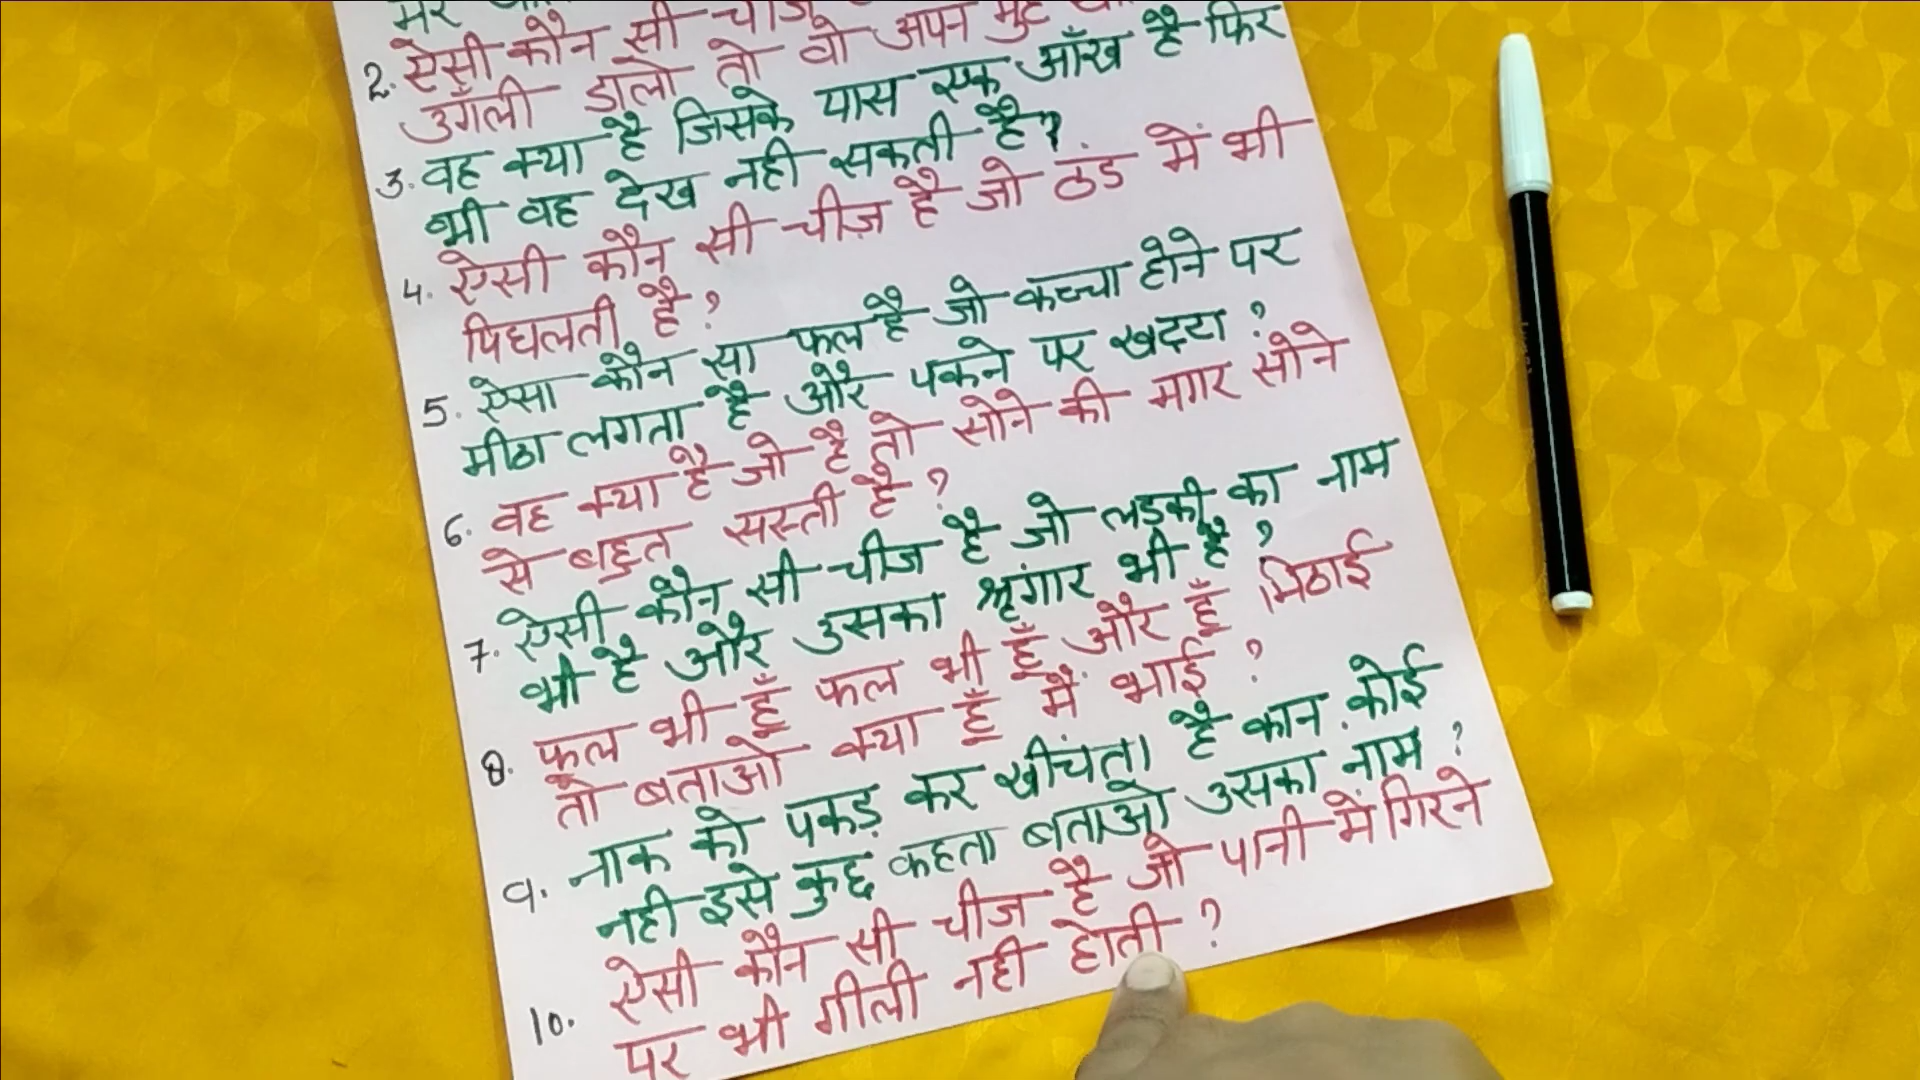 2. ऐसी कौन सी चीज
उँगली डालो तो वो अपन मुह
3. वह क्या है जिसके पास एक आँख है फिर
भी वह देख नही सकती है?
4. ऐसी कौन सी चीज़ है जो ठंड में भी
पिघलती है?
5. ऐसा कौन सा फल है जो कच्चा होने पर
मीठा लगता है और पकने पर खट्टा?
6. वह क्या है जो है तो सोने की मगर सोने
से बहुत सस्ती है?
7. ऐसी कौन सी चीज है जो लड़की का नाम
भी है और उसका श्रृंगार भी है?
8. फूल भी हूँ फल भी हूँ और हूँ मिठाई
तो बताओ क्या हूँ मैं भाई?
9. नाक को पकड़ कर खींचता है कान कोई
नही इसे कुछ कहता बताओ उसका नाम?
10. ऐसी कौन सी चीज है जो पानी में गिरने
पर भी गीली नही होती?